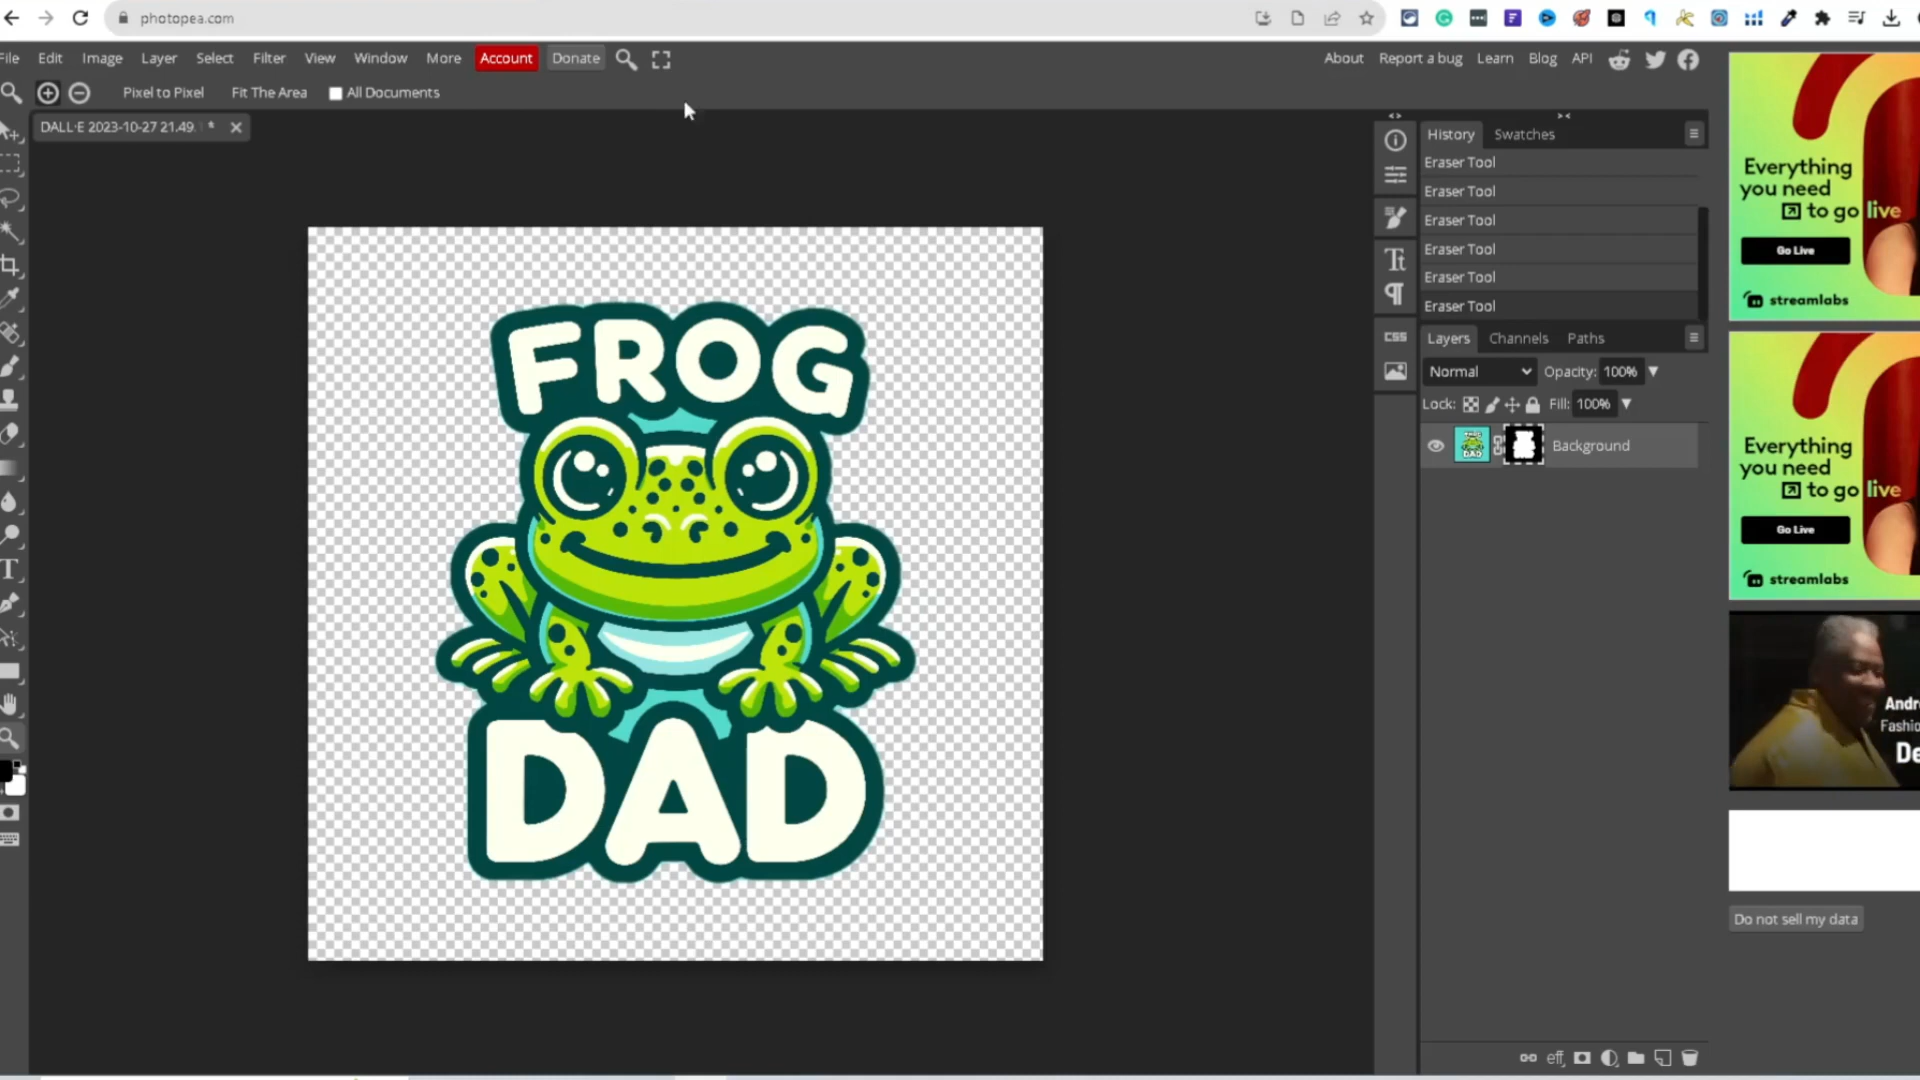 photopea.com
File Edit Image Layer Select Filter View Window More Account Donate
About Report a bug Learn Blog API
Pixel to Pixel Fit The Area All Documents
DALL·E 2023-10-27 21.49. *
FROG
DAD
History Swatches
Eraser Tool
Eraser Tool
Eraser Tool
Eraser Tool
Eraser Tool
Eraser Tool
CSS
Layers Channels Paths
Normal Opacity: 100%
Lock: Fill: 100%
Background
eff
Everything
you need
to go live
Go Live
streamlabs
Everything
you need
to go live
Go Live
streamlabs
Andre
Fashio
De
Do not sell my data